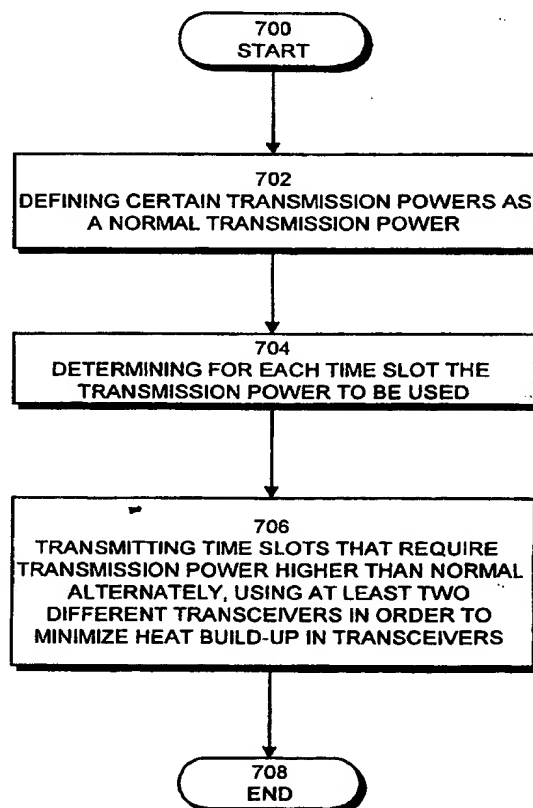 700
START
702
DEFINING CERTAIN TRANSMISSION POWERS AS
A NORMAL TRANSMISSION POWER
704
DETERMINING FOR EACH TIME SLOT THE
TRANSMISSION POWER TO BE USED
706
TRANSMITTING TIME SLOTS THAT REQUIRE
TRANSMISSION POWER HIGHER THAN NORMAL
ALTERNATELY, USING AT LEAST TWO
DIFFERENT TRANSCEIVERS IN ORDER TO
MINIMIZE HEAT BUILD-UP IN TRANSCEIVERS
708
END